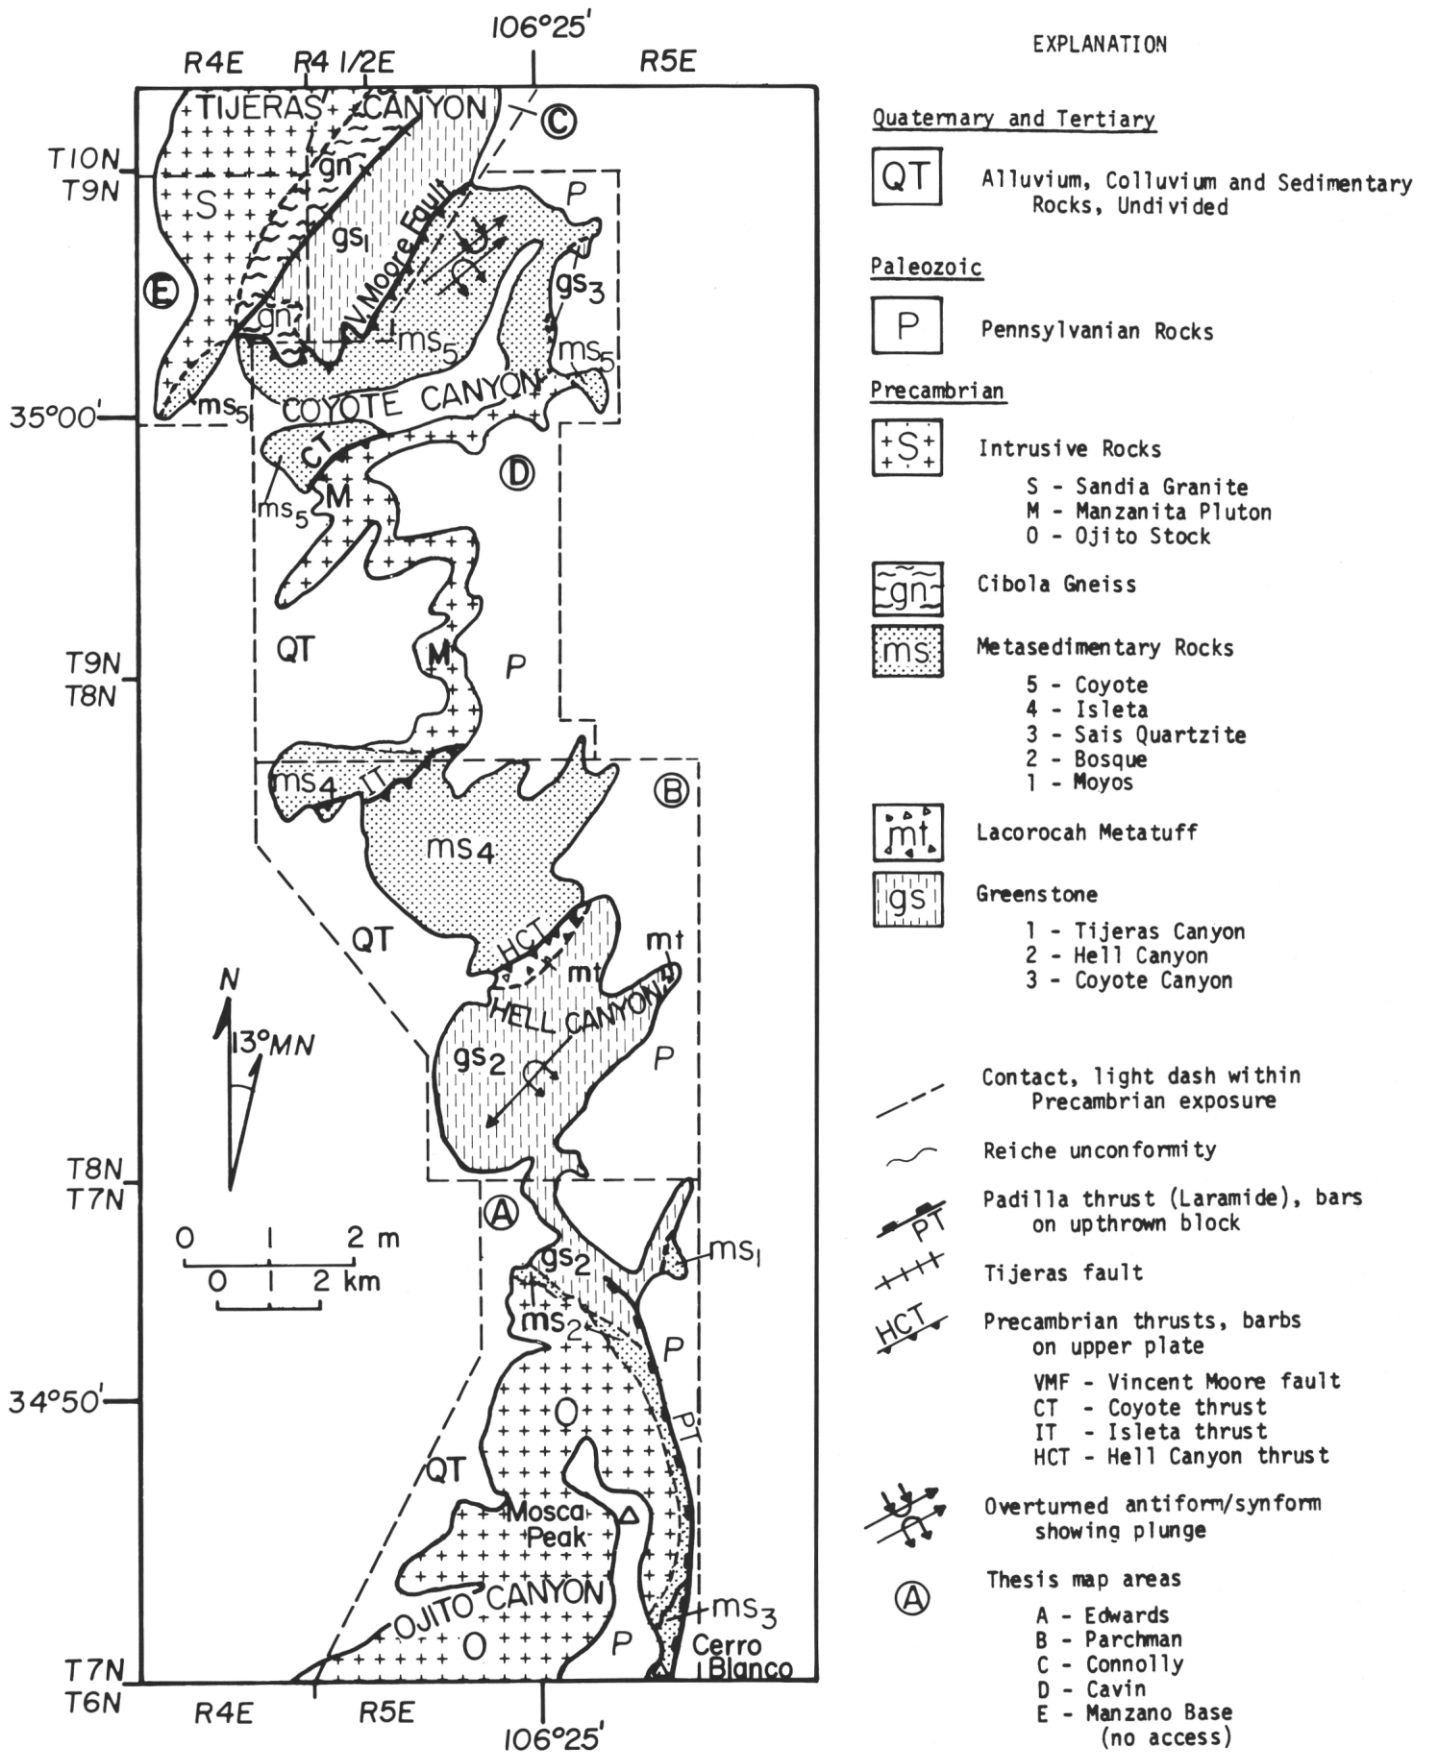 106°25'
R4E R4 1/2E R5E
TIJERAS CANYON
C
T10N
T9N
gn
P
S
gs1
V Moore Fault
E
gs3
gn
ms5
ms5
ms5
COYOTE CANYON
35°00'
CT
D
M
ms5
QT
M
P
T9N
T8N
ms4
IT
B
ms4
HCT
QT
mt
mt
HELL CANYON
N
13°MN
gs2
P
T8N
T7N
A
0 1 2 m
0 1 2 km
gs2
ms1
ms2
P
34°50'
O
PT
QT
Mosca
Peak
OJITO CANYON
ms3
O
P
Cerro
Blanco
T7N
T6N
R4E R5E
106°25'
EXPLANATION
Quaternary and Tertiary
QT Alluvium, Colluvium and Sedimentary
Rocks, Undivided
Paleozoic
P Pennsylvanian Rocks
Precambrian
S Intrusive Rocks
S - Sandia Granite
M - Manzanita Pluton
O - Ojito Stock
gn Cibola Gneiss
ms Metasedimentary Rocks
5 - Coyote
4 - Isleta
3 - Sais Quartzite
2 - Bosque
1 - Moyos
mt Lacorocah Metatuff
gs Greenstone
1 - Tijeras Canyon
2 - Hell Canyon
3 - Coyote Canyon
Contact, light dash within
Precambrian exposure
Reiche unconformity
PT Padilla thrust (Laramide), bars
on upthrown block
Tijeras fault
HCT Precambrian thrusts, barbs
on upper plate
VMF - Vincent Moore fault
CT - Coyote thrust
IT - Isleta thrust
HCT - Hell Canyon thrust
Overturned antiform/synform
showing plunge
A Thesis map areas
A - Edwards
B - Parchman
C - Connolly
D - Cavin
E - Manzano Base
(no access)